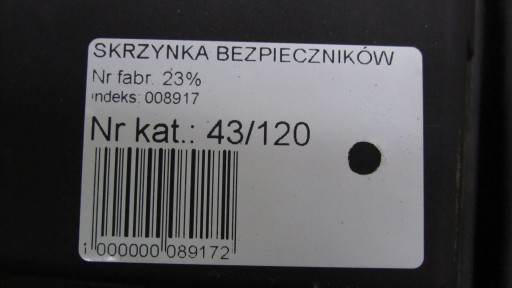 SKRZYNKA BEZPIECZNIKÓW
Nr fabr. 23%
indeks: 008917
Nr kat.: 43/120
1 000000 089172